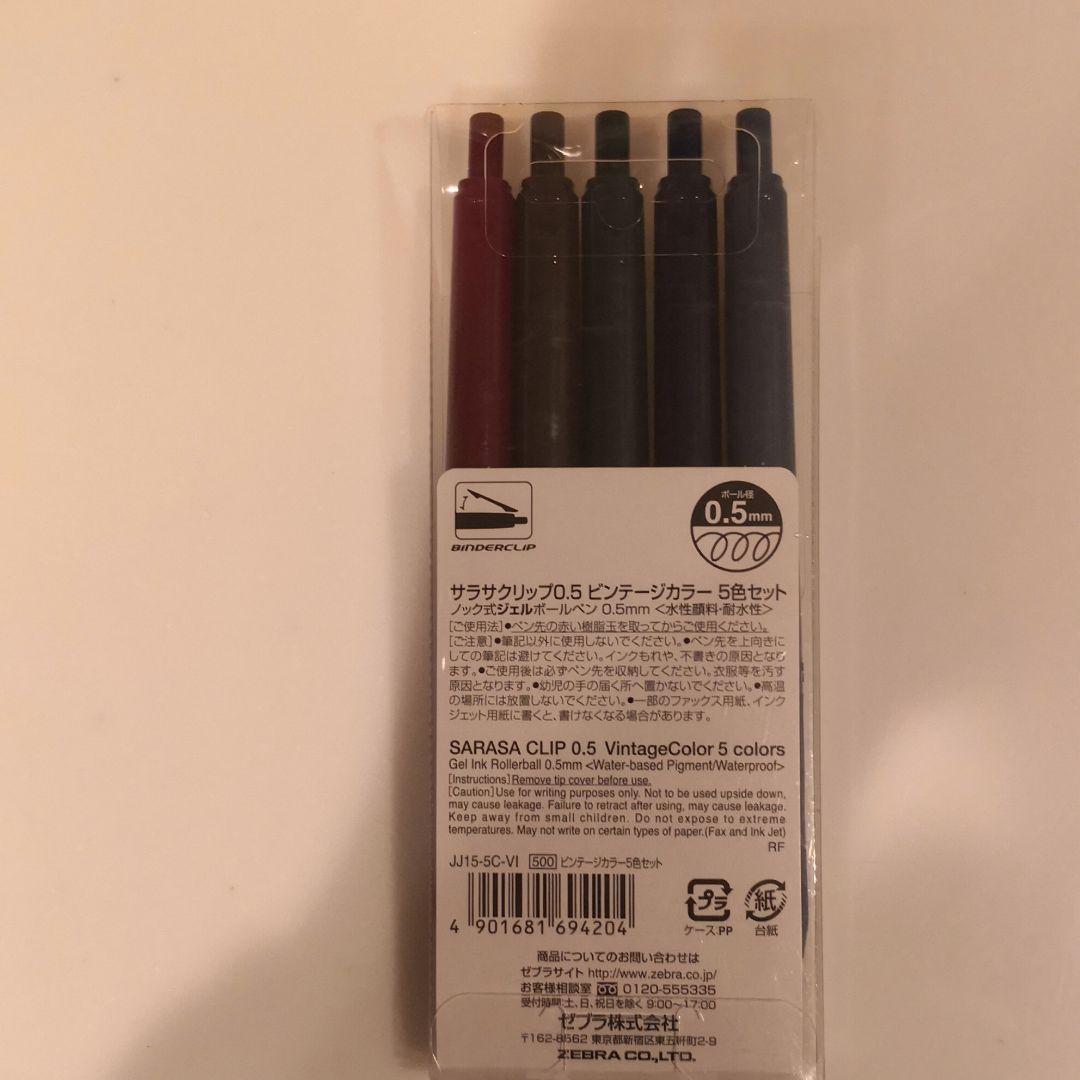 BINDERCLIP
ボール径
0.5mm
サラサクリップ0.5 ビンテージカラー 5色セット
ノック式ジェルボールペン 0.5mm <水性顔料・耐水性>
[ご使用法]●ペン先の赤い樹脂玉を取ってからご使用ください。
[ご注意]●筆記以外に使用しないでください。●ペン先を上向きに
しての筆記は避けてください。インクもれや、不書きの原因となり
ます。●ご使用後は必ずペン先を収納してください。衣服等を汚す
原因となります。●幼児の手の届く所へ置かないでください。●高温
の場所には放置しないでください。●一部のファックス用紙、インク
ジェット用紙に書くと、書けなくなる場合があります。
SARASA CLIP 0.5 VintageColor 5 colors
Gel Ink Rollerball 0.5mm <Water-based Pigment/Waterproof>
[Instructions] Remove tip cover before use.
[Caution] Use for writing purposes only. Not to be used upside down,
may cause leakage. Failure to retract after using, may cause leakage.
Keep away from small children. Do not expose to extreme
temperatures. May not write on certain types of paper.(Fax and Ink Jet)
RF
JJ15-5C-VI 500 ビンテージカラー5色セット
4 901681 694204
プラ
ケース:PP
紙
台紙
商品についてのお問い合わせは
ゼブラサイト http://www.zebra.co.jp/
お客様相談室 0120-555335
受付時間:土、日、祝日を除く 9:00〜17:00
ゼブラ株式会社
〒162-8562 東京都新宿区東五軒町2-9
ZEBRA CO.,LTD.